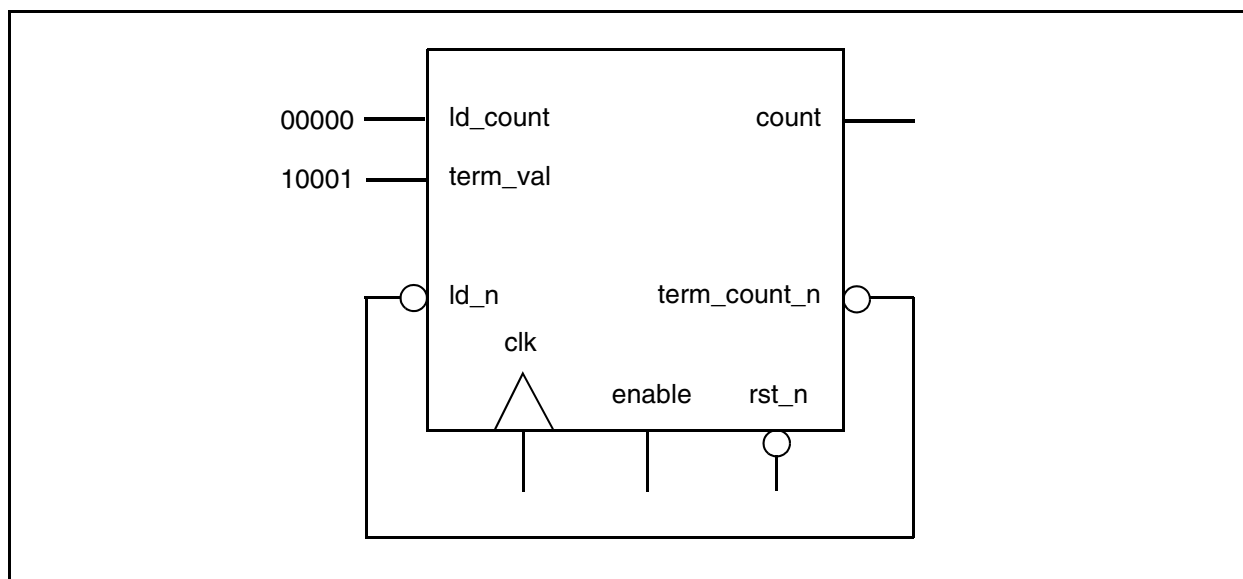 00000 ld_count count
10001 term_val
ld_n term_count_n
clk
enable rst_n